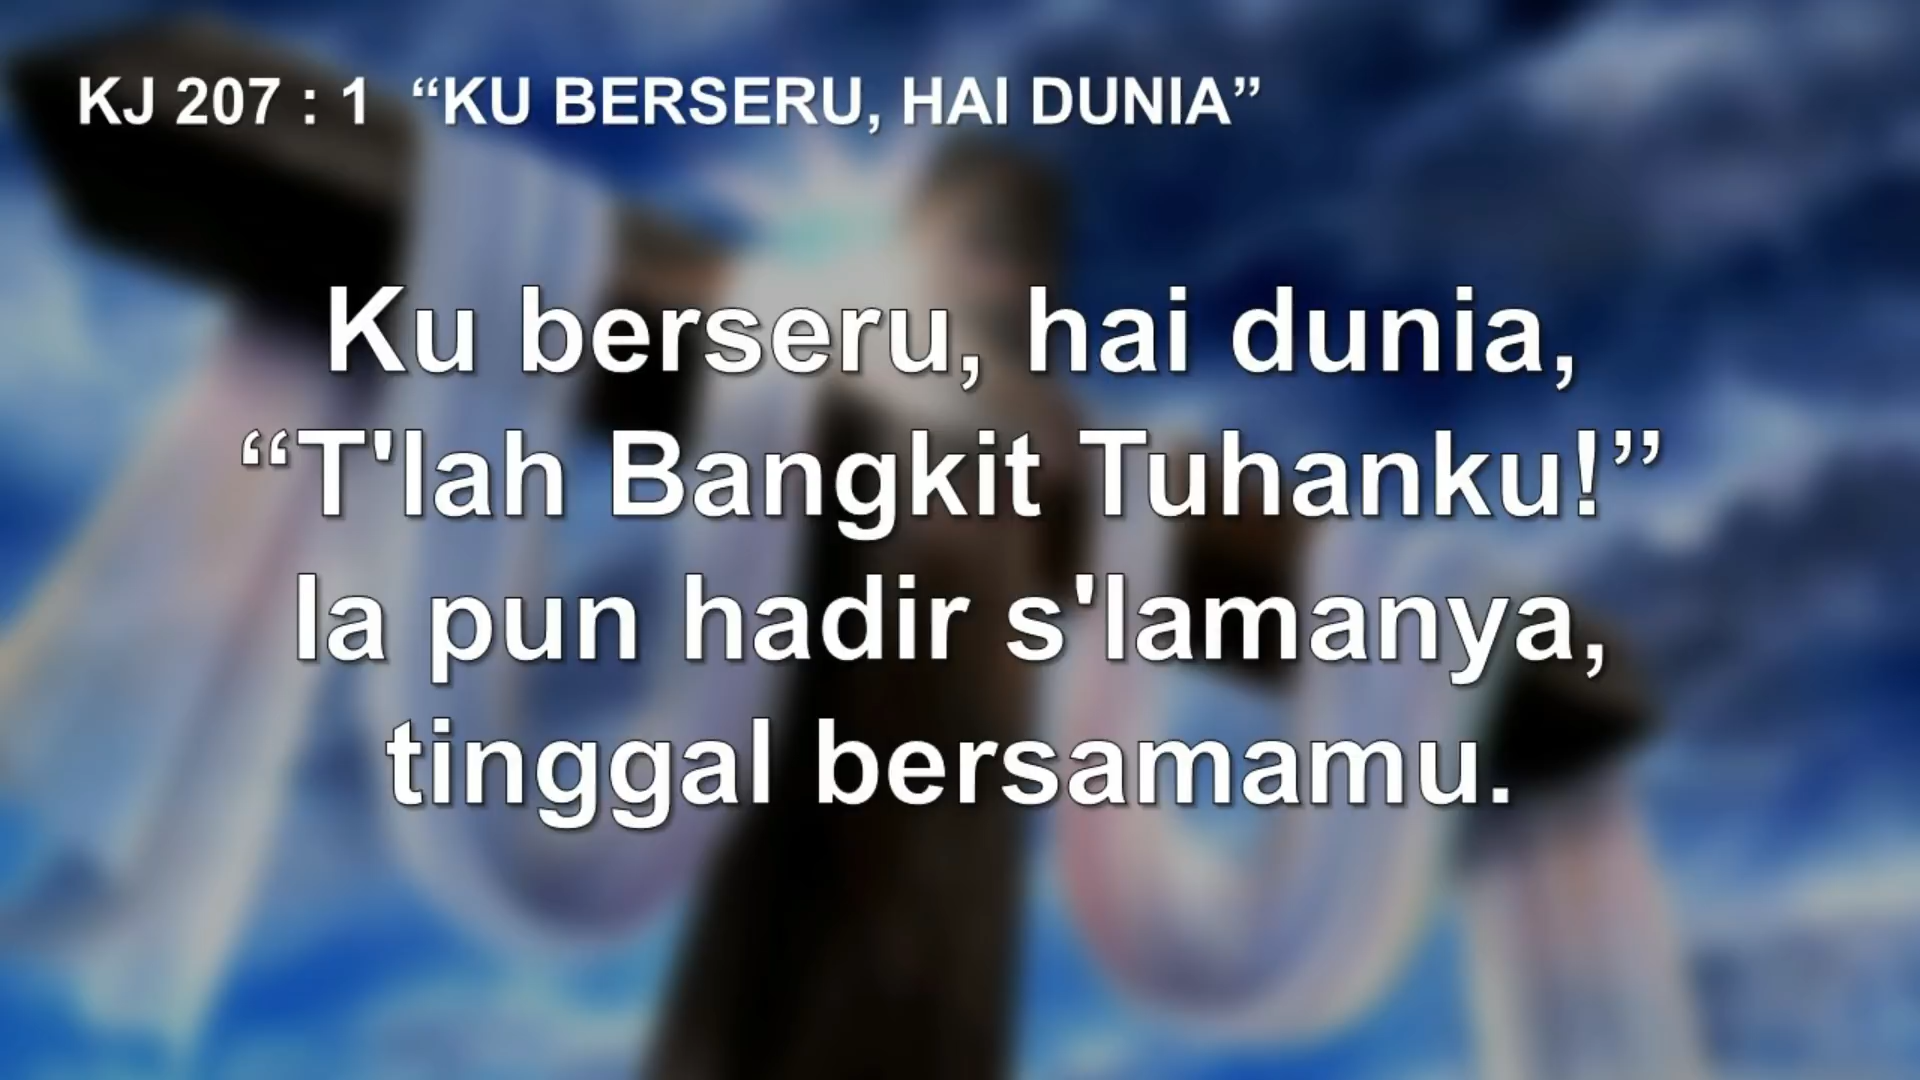 KJ 207 : 1 “KU BERSERU, HAI DUNIA”
Ku berseru, hai dunia,
“T'lah Bangkit Tuhanku!”
Ia pun hadir s'lamanya,
tinggal bersamamu.